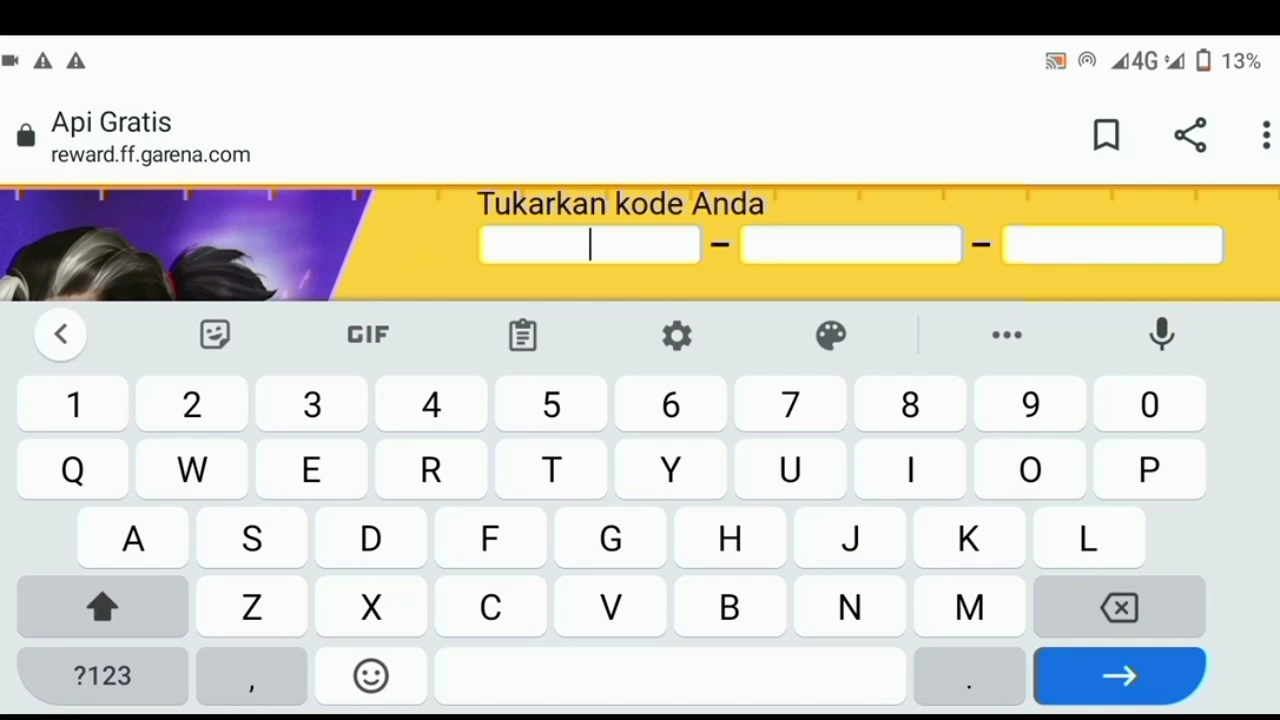 4G 13%
Api Gratis
reward.ff.garena.com
Tukarkan kode Anda
– –
GIF
1 2 3 4 5 6 7 8 9 0
Q W E R T Y U I O P
A S D F G H J K L
Z X C V B N M
?123 , .